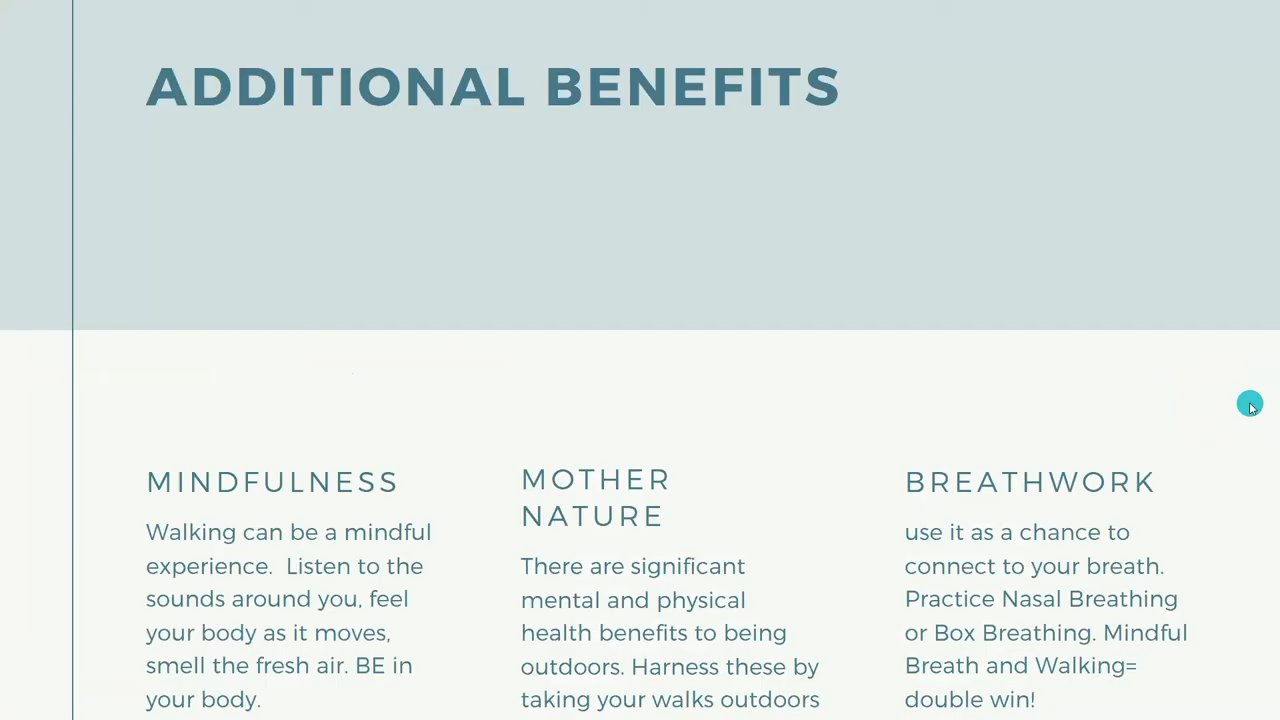 ADDITIONAL BENEFITS
MINDFULNESS
Walking can be a mindful
experience.  Listen to the
sounds around you, feel
your body as it moves,
smell the fresh air. BE in
your body.
MOTHER
NATURE
There are significant
mental and physical
health benefits to being
outdoors. Harness these by
taking your walks outdoors
BREATHWORK
use it as a chance to
connect to your breath.
Practice Nasal Breathing
or Box Breathing. Mindful
Breath and Walking=
double win!